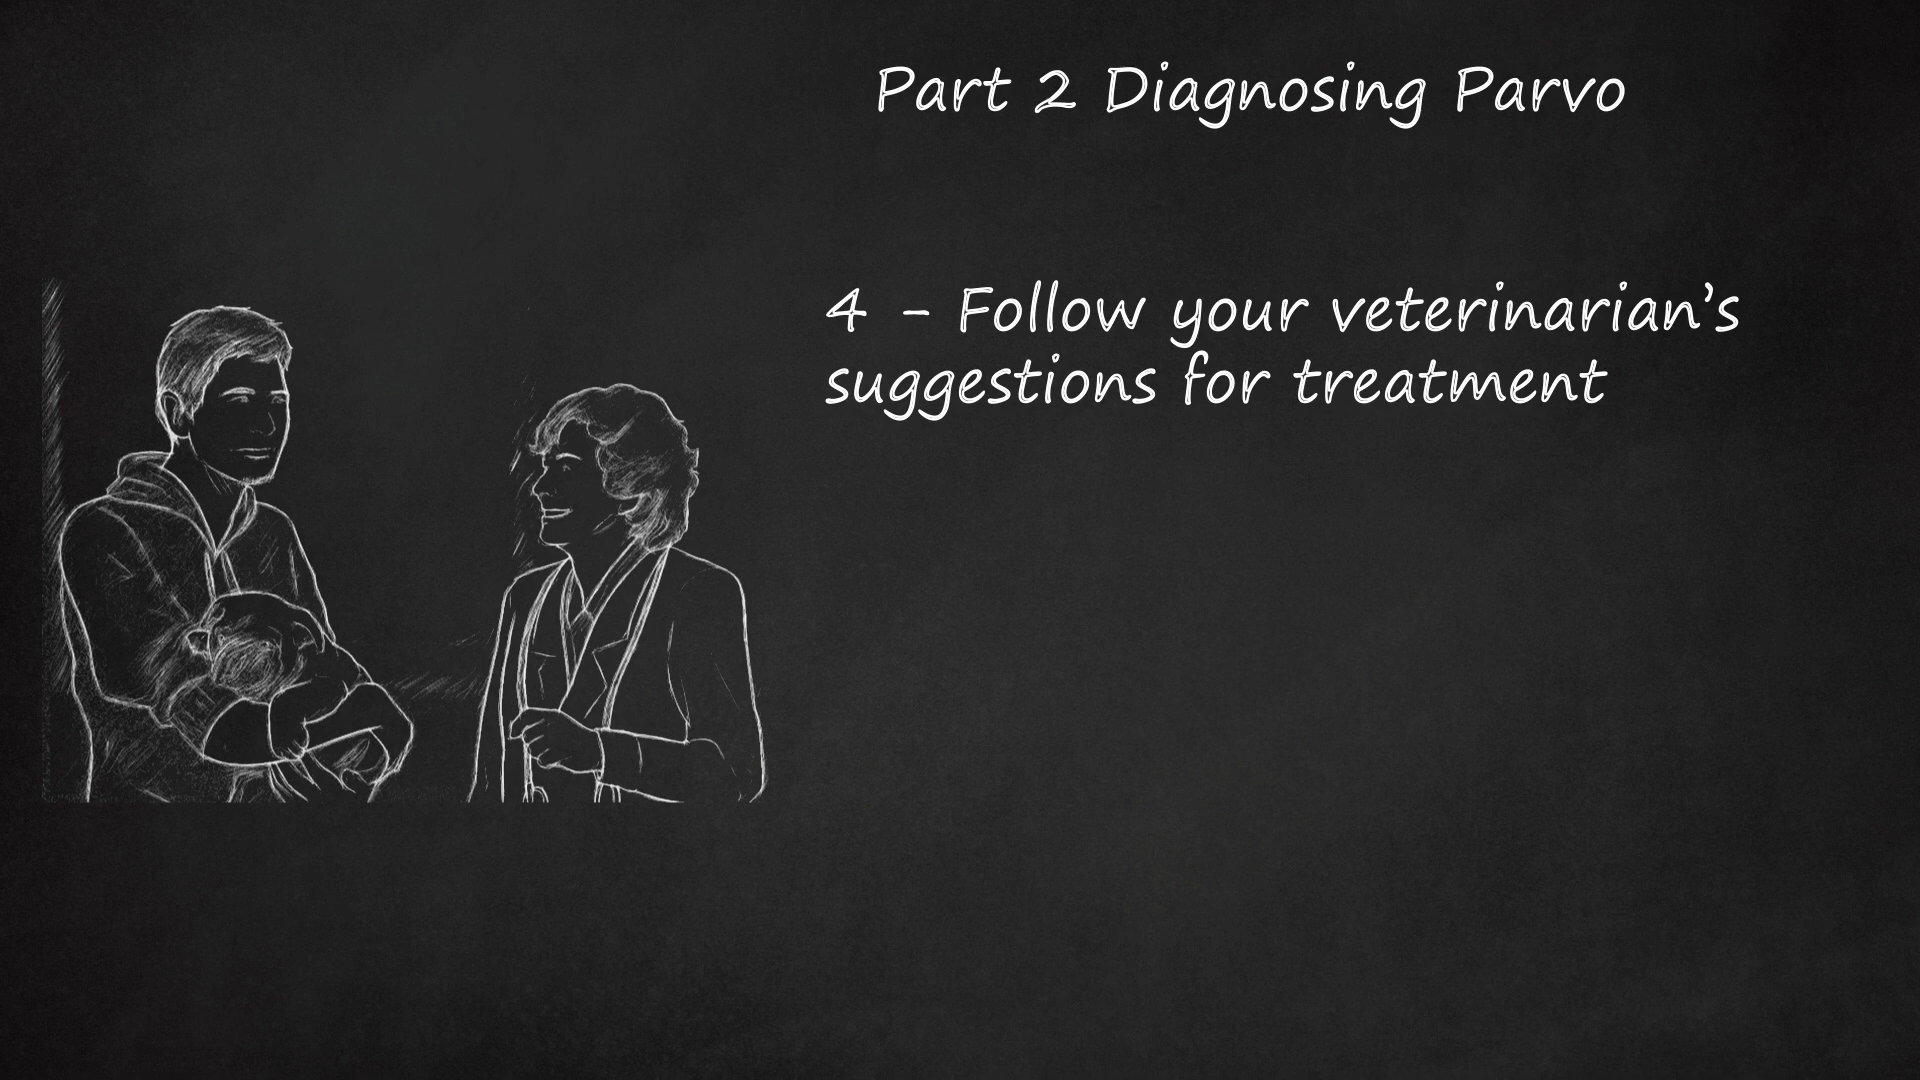 Part 2 Diagnosing Parvo
4 - Follow your veterinarian’s
suggestions for treatment